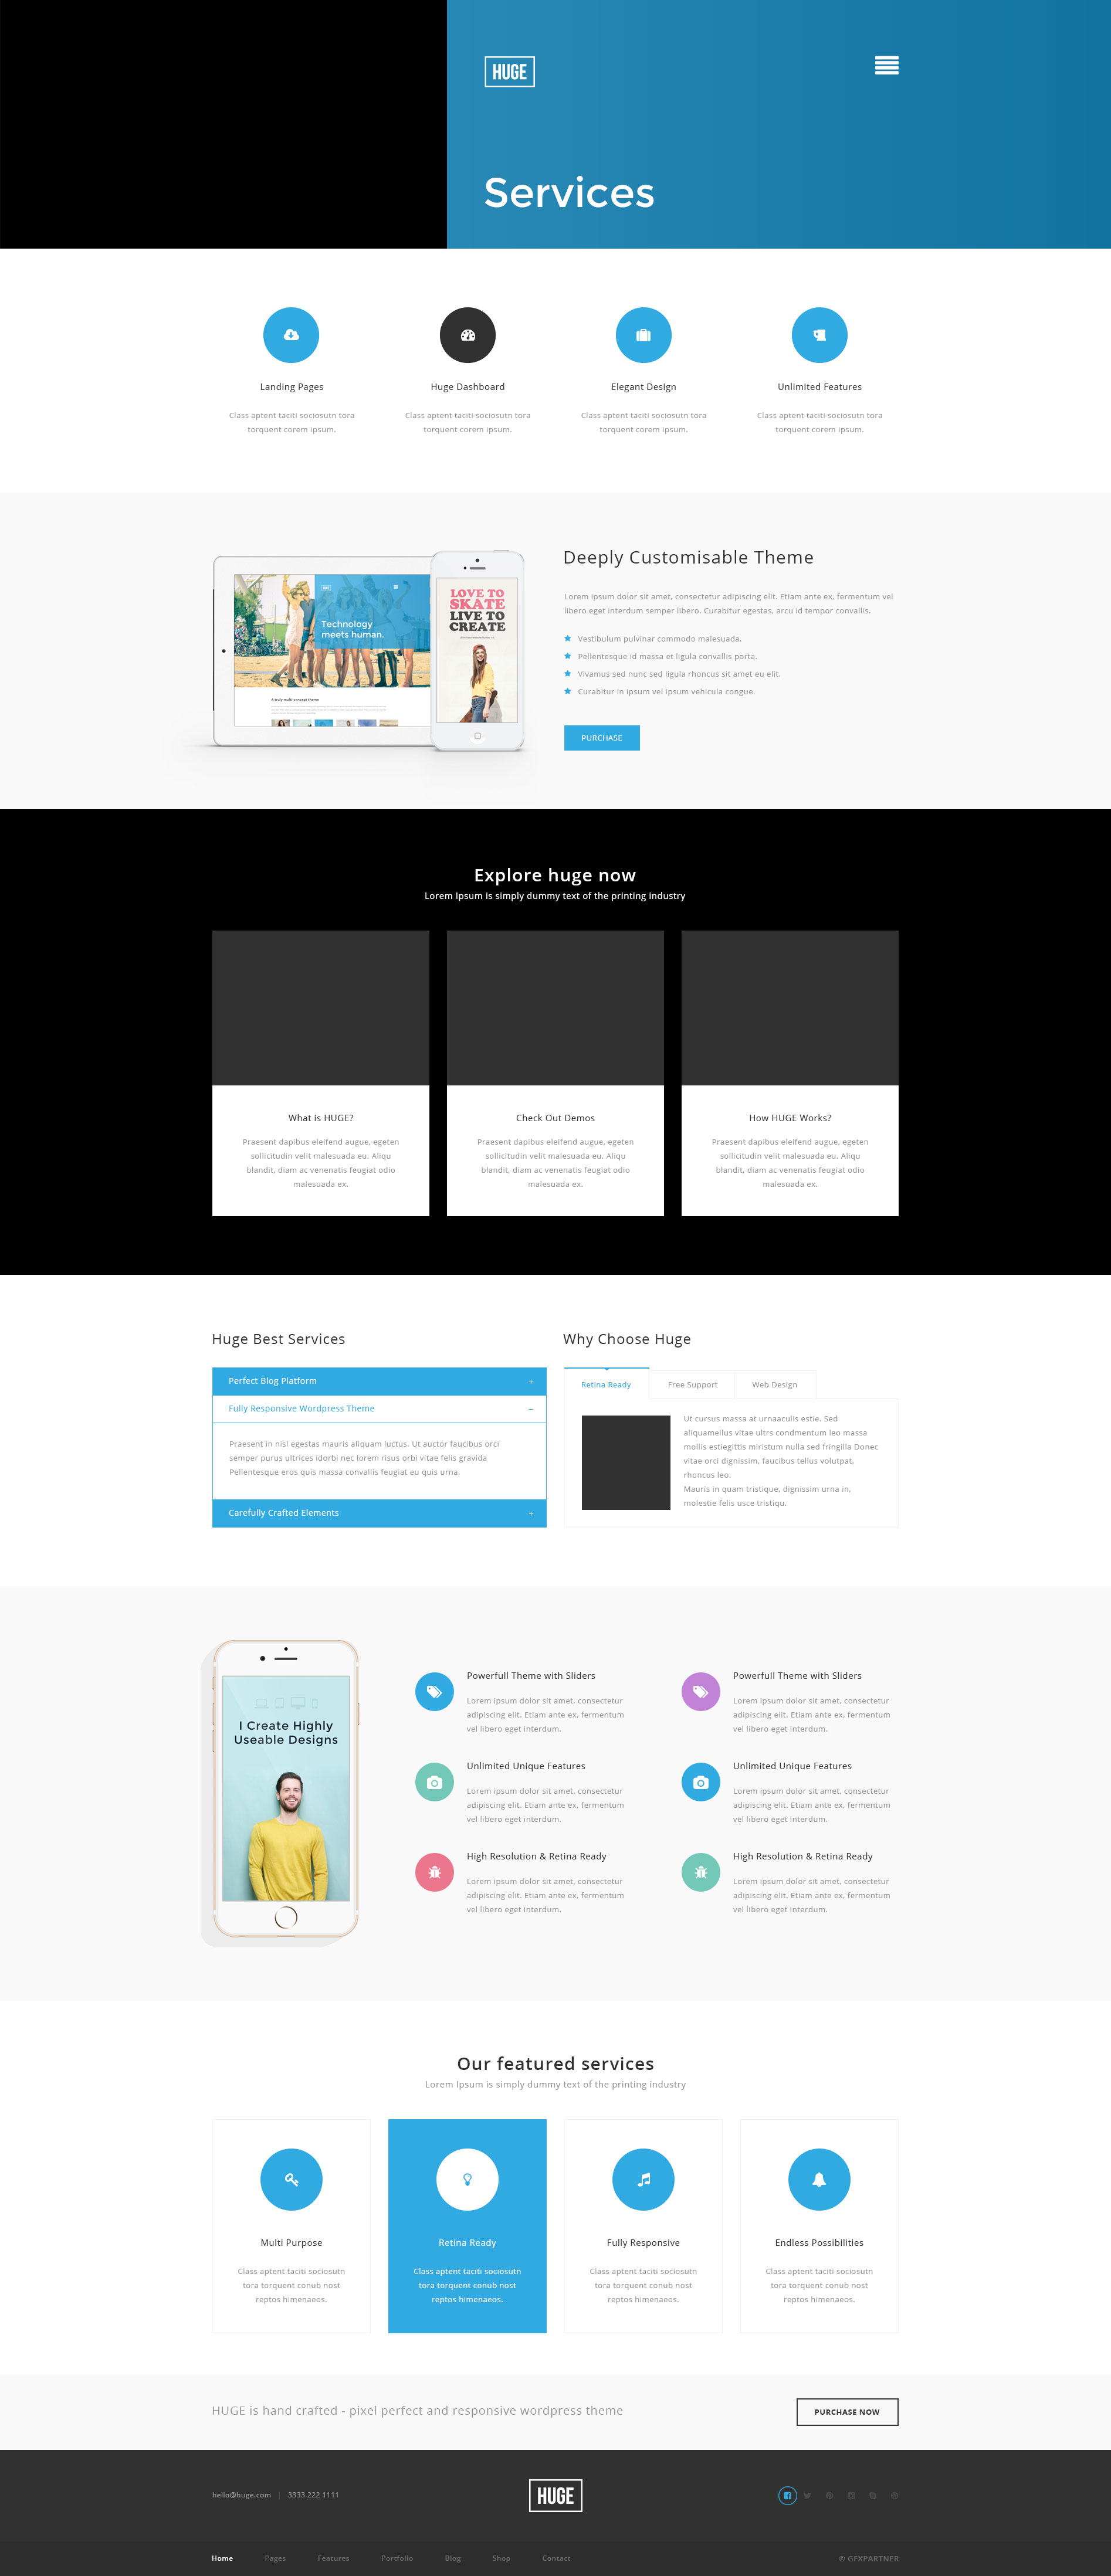 HUGE
Services
Landing Pages
Class aptent taciti sociosutn tora
torquent corem ipsum.
Huge Dashboard
Class aptent taciti sociosutn tora
torquent corem ipsum.
Elegant Design
Class aptent taciti sociosutn tora
torquent corem ipsum.
Unlimited Features
Class aptent taciti sociosutn tora
torquent corem ipsum.
Technology
meets human.
A truly multi-concept theme
LOVE TO
SKATE
LIVE TO
CREATE
Deeply Customisable Theme
Lorem ipsum dolor sit amet, consectetur adipiscing elit. Etiam ante ex, fermentum vel
libero eget interdum semper libero. Curabitur egestas, arcu id tempor convallis.
Vestibulum pulvinar commodo malesuada.
Pellentesque id massa et ligula convallis porta.
Vivamus sed nunc sed ligula rhoncus sit amet eu elit.
Curabitur in ipsum vel ipsum vehicula congue.
PURCHASE
Explore huge now
Lorem Ipsum is simply dummy text of the printing industry
What is HUGE?
Praesent dapibus eleifend augue, egeten
sollicitudin velit malesuada eu. Aliqu
blandit, diam ac venenatis feugiat odio
malesuada ex.
Check Out Demos
Praesent dapibus eleifend augue, egeten
sollicitudin velit malesuada eu. Aliqu
blandit, diam ac venenatis feugiat odio
malesuada ex.
How HUGE Works?
Praesent dapibus eleifend augue, egeten
sollicitudin velit malesuada eu. Aliqu
blandit, diam ac venenatis feugiat odio
malesuada ex.
Huge Best Services
Perfect Blog Platform +
Fully Responsive Wordpress Theme –
Praesent in nisl egestas mauris aliquam luctus. Ut auctor faucibus orci
semper purus ultrices idorbi nec lorem risus orbi vitae felis gravida
Pellentesque eros quis massa convallis feugiat eu quis urna.
Carefully Crafted Elements +
Why Choose Huge
Retina Ready Free Support Web Design
Ut cursus massa at urnaaculis estie. Sed
aliquamellus vitae ultrs condmentum leo massa
mollis estiegittis miristum nulla sed fringilla Donec
vitae orci dignissim, faucibus tellus volutpat,
rhoncus leo.
Mauris in quam tristique, dignissim urna in,
molestie felis usce tristiqu.
I Create Highly
Useable Designs
Powerfull Theme with Sliders
Lorem ipsum dolor sit amet, consectetur
adipiscing elit. Etiam ante ex, fermentum
vel libero eget interdum.
Powerfull Theme with Sliders
Lorem ipsum dolor sit amet, consectetur
adipiscing elit. Etiam ante ex, fermentum
vel libero eget interdum.
Unlimited Unique Features
Lorem ipsum dolor sit amet, consectetur
adipiscing elit. Etiam ante ex, fermentum
vel libero eget interdum.
Unlimited Unique Features
Lorem ipsum dolor sit amet, consectetur
adipiscing elit. Etiam ante ex, fermentum
vel libero eget interdum.
High Resolution & Retina Ready
Lorem ipsum dolor sit amet, consectetur
adipiscing elit. Etiam ante ex, fermentum
vel libero eget interdum.
High Resolution & Retina Ready
Lorem ipsum dolor sit amet, consectetur
adipiscing elit. Etiam ante ex, fermentum
vel libero eget interdum.
Our featured services
Lorem Ipsum is simply dummy text of the printing industry
Multi Purpose
Class aptent taciti sociosutn
tora torquent conub nost
reptos himenaeos.
Retina Ready
Class aptent taciti sociosutn
tora torquent conub nost
reptos himenaeos.
Fully Responsive
Class aptent taciti sociosutn
tora torquent conub nost
reptos himenaeos.
Endless Possibilities
Class aptent taciti sociosutn
tora torquent conub nost
reptos himenaeos.
HUGE is hand crafted - pixel perfect and responsive wordpress theme
PURCHASE NOW
hello@huge.com | 3333 222 1111
HUGE
Home Pages Features Portfolio Blog Shop Contact
© GFXPARTNER